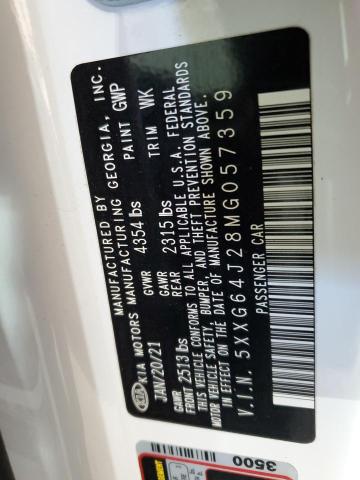 MANUFACTURED BY
KIA MOTORS MANUFACTURING GEORGIA, INC.
JAN/20/21 GVWR 4354 lbs PAINT GWP
GAWR FRONT 2513 lbs GAWR REAR 2315 lbs TRIM WK
THIS VEHICLE CONFORMS TO ALL APPLICABLE U.S.A. FEDERAL
MOTOR VEHICLE SAFETY, BUMPER, AND THEFT PREVENTION STANDARDS
IN EFFECT ON THE DATE OF MANUFACTURE SHOWN ABOVE.
V.I.N. 5XXG64J28MG057359
PASSENGER CAR
3500